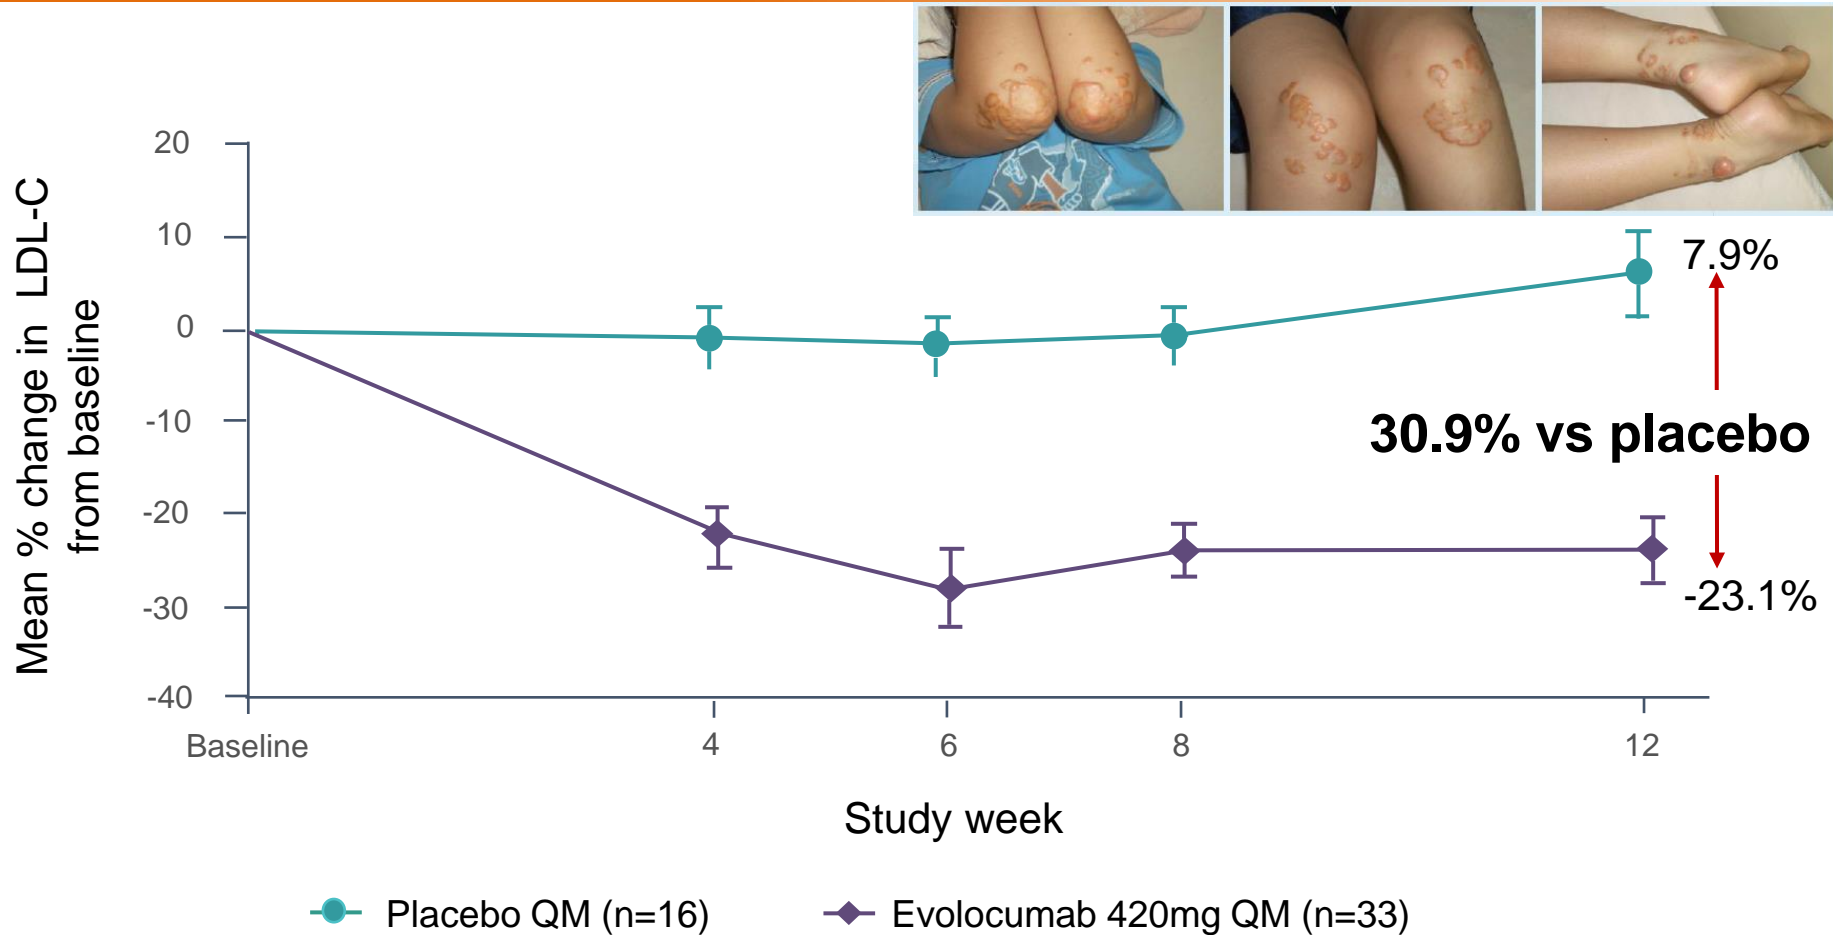 Mean % change in LDL-C
from baseline
20
10
0
-10
-20
-30
-40
7.9%
30.9% vs placebo
-23.1%
Baseline 4 6 8 12
Study week
Placebo QM (n=16) Evolocumab 420mg QM (n=33)